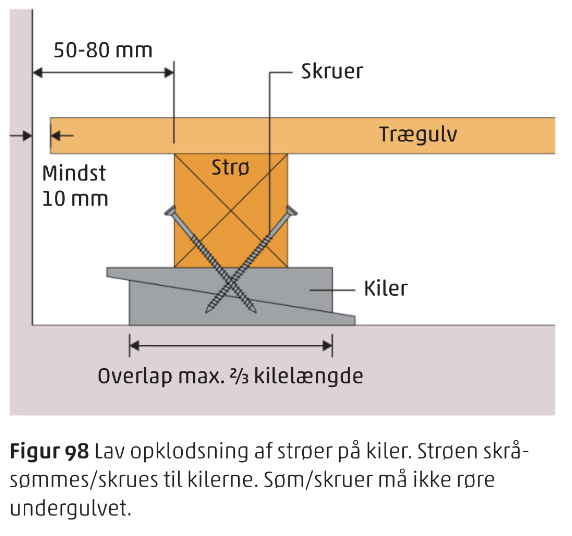 50-80 mm
Skruer
Trægulv
Strø
Mindst
10 mm
Kiler
Overlap max. ⅔ kilelængde
Figur 98 Lav opklodsning af strøer på kiler. Strøen skrå-
sømmes/skrues til kilerne. Søm/skruer må ikke røre
undergulvet.